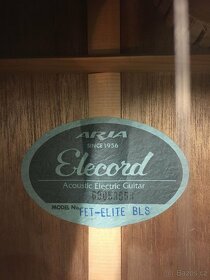 ARIA
SINCE 1956
Elecord
Acoustic Electric Guitar
MODEL No. FET-ELITE BLS